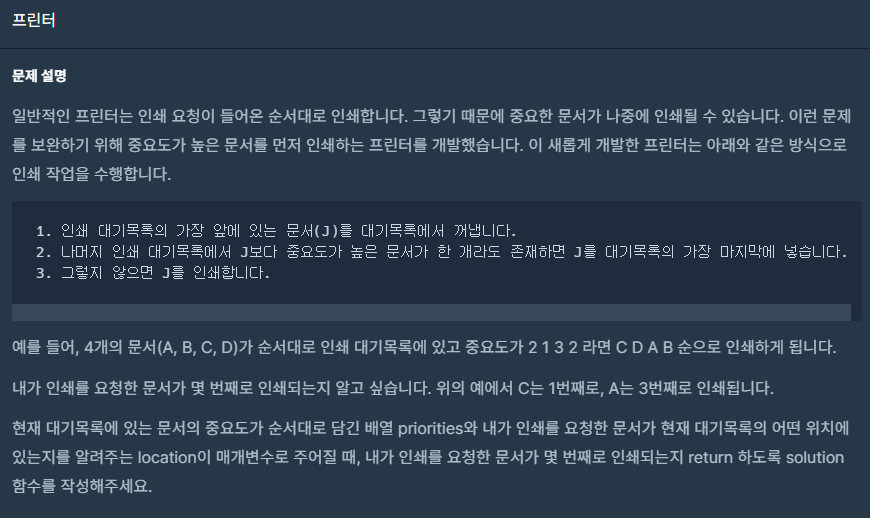 프린터
문제 설명
일반적인 프린터는 인쇄 요청이 들어온 순서대로 인쇄합니다. 그렇기 때문에 중요한 문서가 나중에 인쇄될 수 있습니다. 이런 문제
를 보완하기 위해 중요도가 높은 문서를 먼저 인쇄하는 프린터를 개발했습니다. 이 새롭게 개발한 프린터는 아래와 같은 방식으로
인쇄 작업을 수행합니다.
1. 인쇄 대기목록의 가장 앞에 있는 문서(J)를 대기목록에서 꺼냅니다.
2. 나머지 인쇄 대기목록에서 J보다 중요도가 높은 문서가 한 개라도 존재하면 J를 대기목록의 가장 마지막에 넣습니다.
3. 그렇지 않으면 J를 인쇄합니다.
예를 들어, 4개의 문서(A, B, C, D)가 순서대로 인쇄 대기목록에 있고 중요도가 2 1 3 2 라면 C D A B 순으로 인쇄하게 됩니다.
내가 인쇄를 요청한 문서가 몇 번째로 인쇄되는지 알고 싶습니다. 위의 예에서 C는 1번째로, A는 3번째로 인쇄됩니다.
현재 대기목록에 있는 문서의 중요도가 순서대로 담긴 배열 priorities와 내가 인쇄를 요청한 문서가 현재 대기목록의 어떤 위치에
있는지를 알려주는 location이 매개변수로 주어질 때, 내가 인쇄를 요청한 문서가 몇 번째로 인쇄되는지 return 하도록 solution
함수를 작성해주세요.